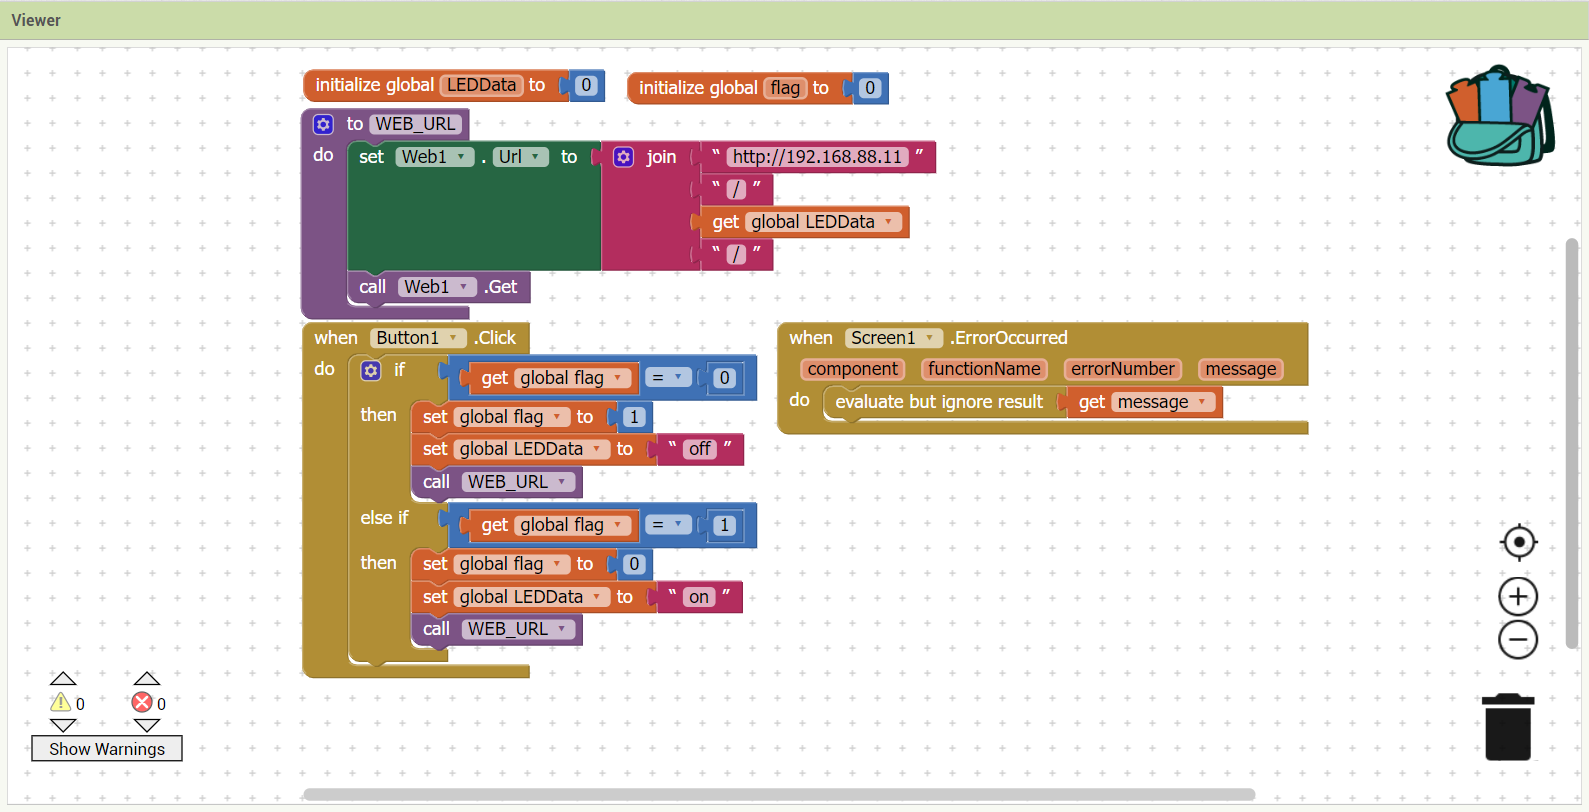 Viewer
initialize global LEDData to 0
initialize global flag to 0
to WEB_URL
do set Web1 . Url to join " http://192.168.88.11 "
" / "
get global LEDData
" / "
call Web1 .Get
when Button1 .Click
do if get global flag = 0
then set global flag to 1
set global LEDData to " off "
call WEB_URL
else if get global flag = 1
then set global flag to 0
set global LEDData to " on "
call WEB_URL
when Screen1 .ErrorOccurred
component functionName errorNumber message
do evaluate but ignore result get message
0 0
Show Warnings